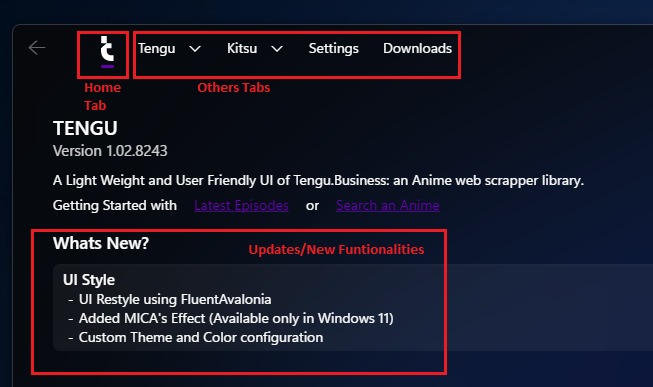 Tengu Kitsu Settings Downloads
Home
Tab
Others Tabs
TENGU
Version 1.02.8243
A Light Weight and User Friendly UI of Tengu.Business: an Anime web scrapper library.
Getting Started with Latest Episodes or Search an Anime
Whats New?
Updates/New Funtionalities
UI Style
- UI Restyle using FluentAvalonia
- Added MICA's Effect (Available only in Windows 11)
- Custom Theme and Color configuration